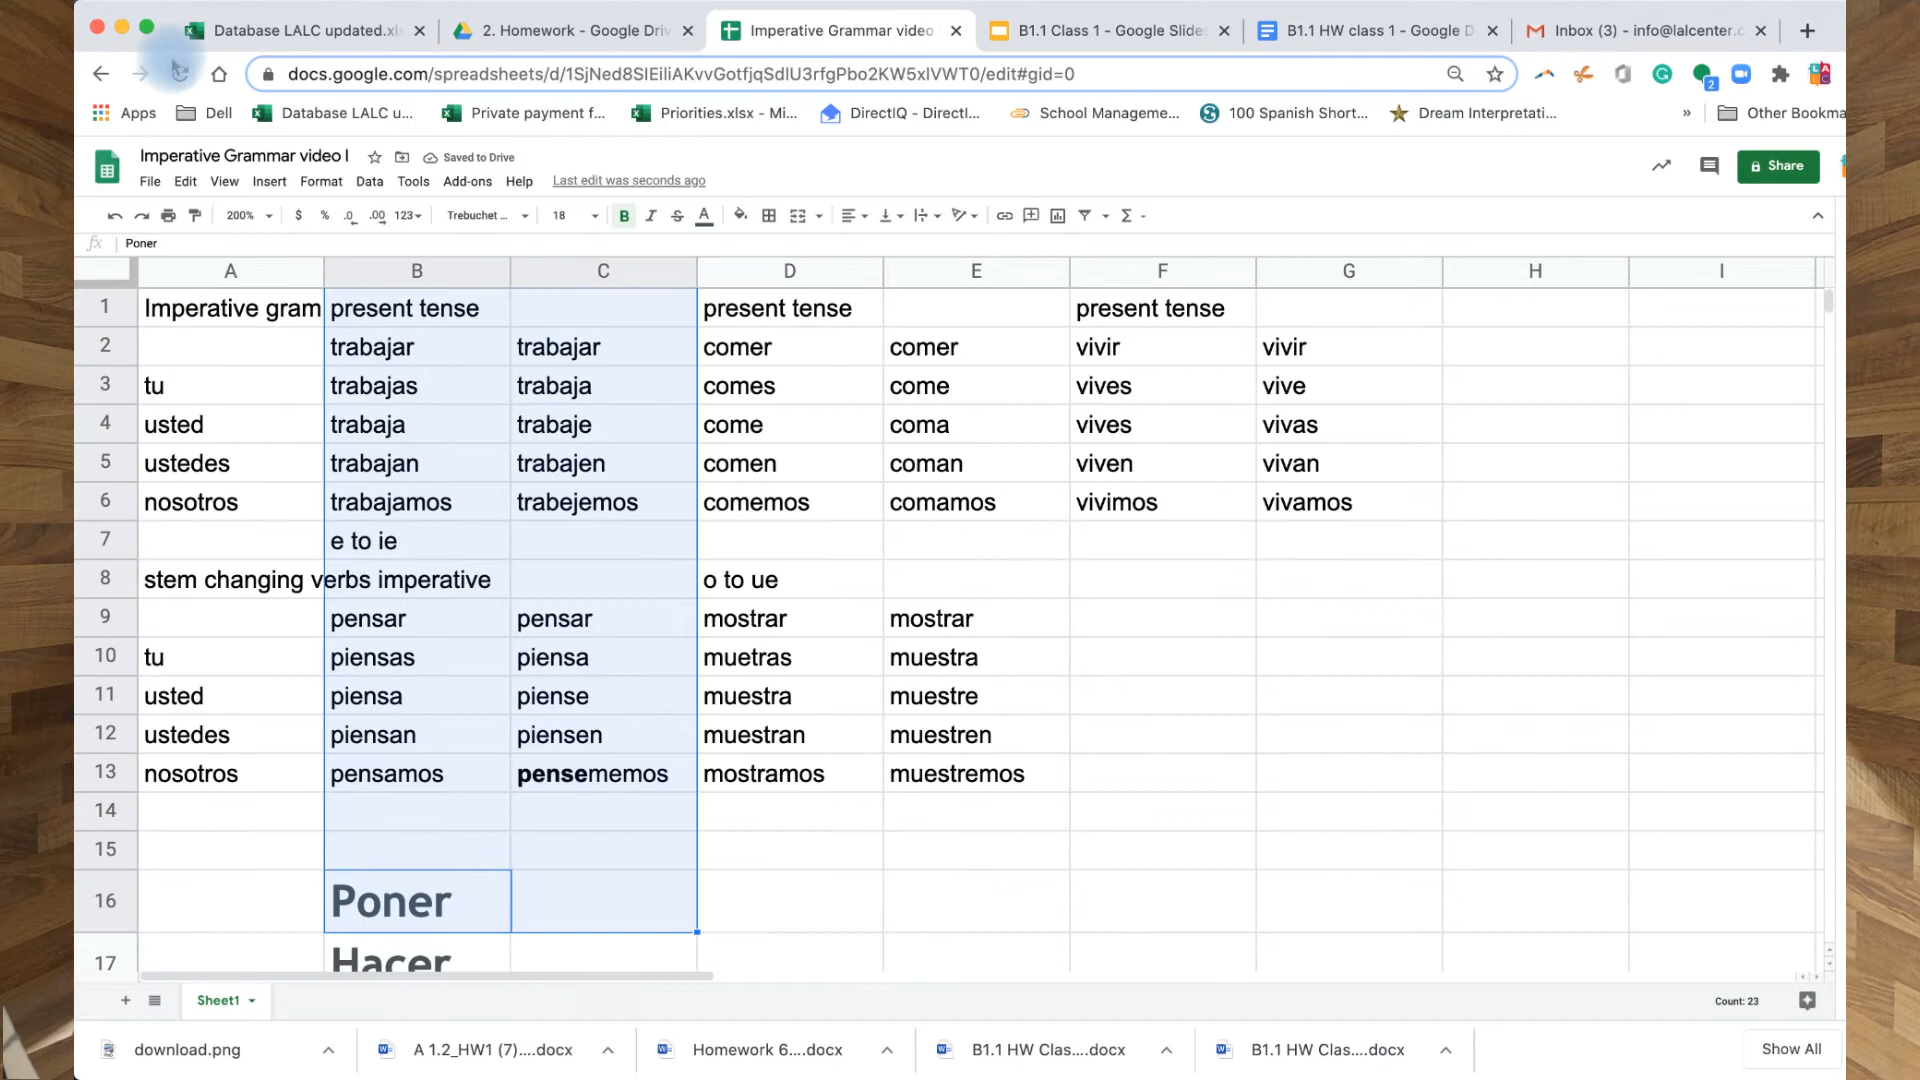 Database LALC updated.xls
2. Homework - Google Driv
Imperative Grammar video
B1.1 Class 1 - Google Slides
B1.1 HW class 1 - Google D
Inbox (3) - info@lalcenter.c
docs.google.com/spreadsheets/d/1SjNed8SIEiliAKvvGotfjqSdlU3rfgPbo2KW5xlVWT0/edit#gid=0
2
Apps
Dell
Database LALC u...
Private payment f...
Priorities.xlsx - Mi...
DirectIQ - DirectI...
School Manageme...
100 Spanish Short...
Dream Interpretati...
»
Other Bookma
Imperative Grammar video I
Saved to Drive
Share
File Edit View Insert Format Data Tools Add-ons Help Last edit was seconds ago
200% $ % .0 .00 123 Trebuchet ... 18 B I S A Σ
fx Poner
A B C D E F G H I
1 Imperative gram present tense present tense present tense
2 trabajar trabajar comer comer vivir vivir
3 tu trabajas trabaja comes come vives vive
4 usted trabaja trabaje come coma vives vivas
5 ustedes trabajan trabajen comen coman viven vivan
6 nosotros trabajamos trabejemos comemos comamos vivimos vivamos
7 e to ie
8 stem changing verbs imperative o to ue
9 pensar pensar mostrar mostrar
10 tu piensas piensa muetras muestra
11 usted piensa piense muestra muestre
12 ustedes piensan piensen muestran muestren
13 nosotros pensamos pensememos mostramos muestremos
14
15
16 Poner
17 Hacer
Sheet1
Count: 23
download.png
A 1.2_HW1 (7)....docx
Homework 6....docx
B1.1 HW Clas....docx
B1.1 HW Clas....docx
Show All